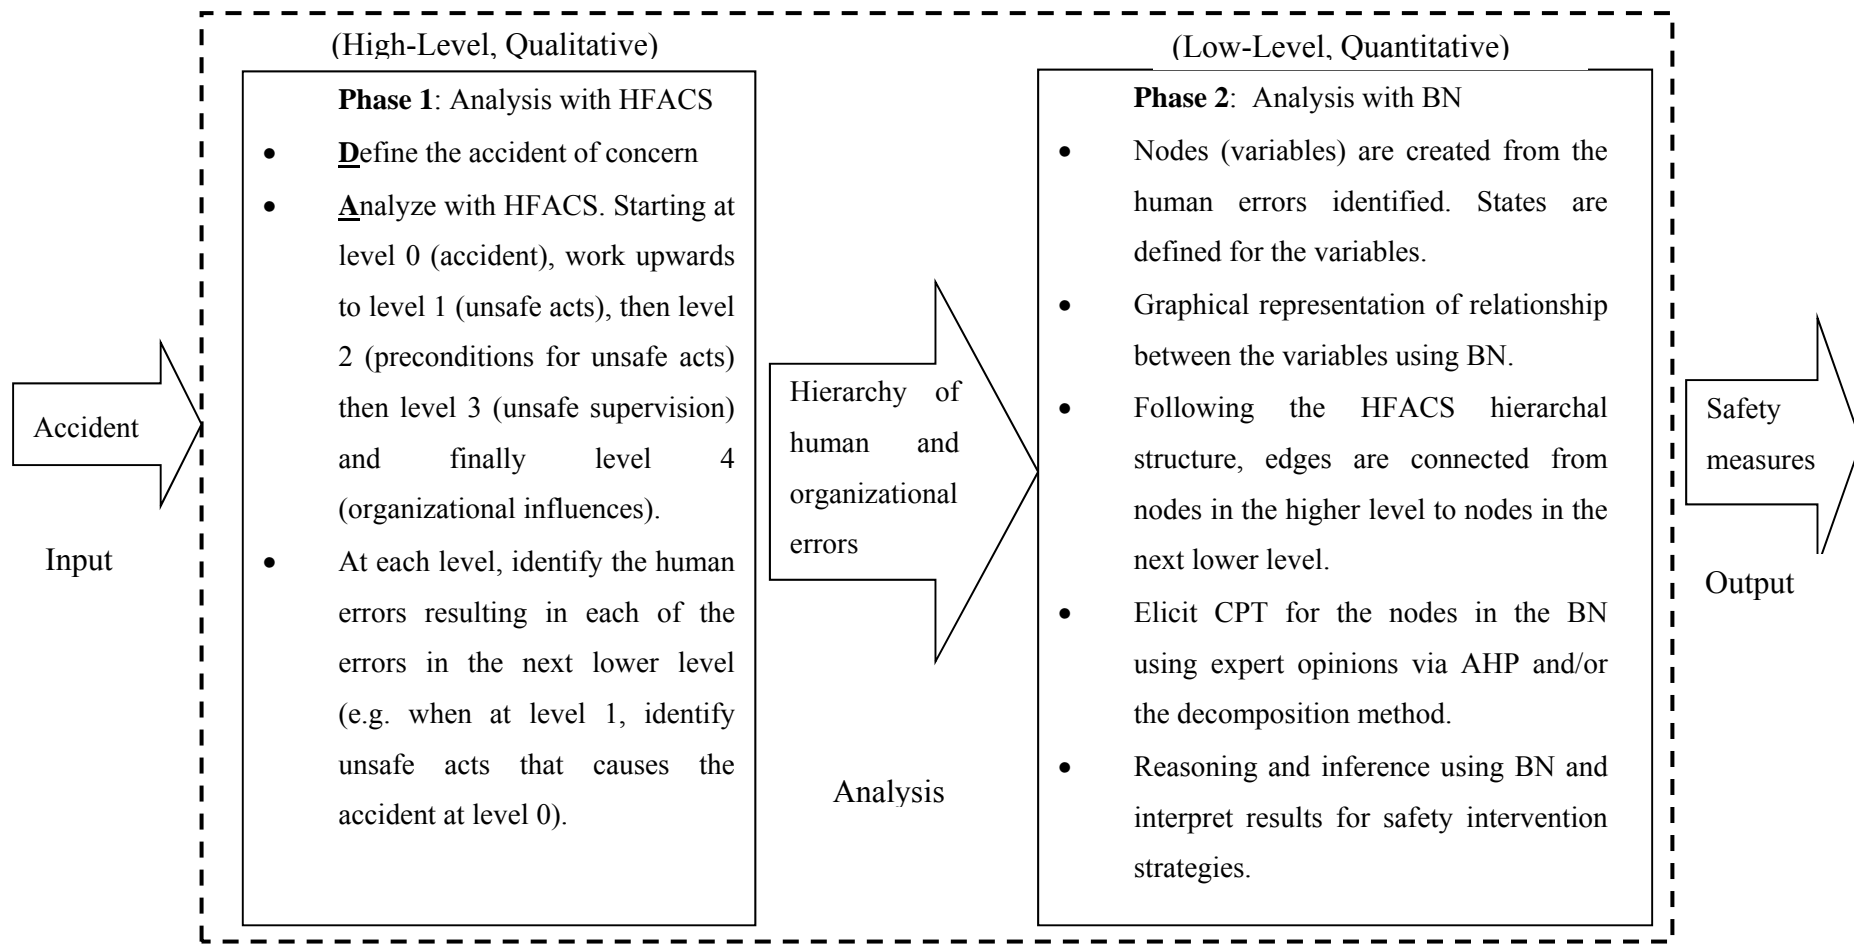 Accident
Input
(High-Level, Qualitative)
Phase 1: Analysis with HFACS
• Define the accident of concern
• Analyze with HFACS. Starting at
level 0 (accident), work upwards
to level 1 (unsafe acts), then level
2 (preconditions for unsafe acts)
then level 3 (unsafe supervision)
and finally level 4
(organizational influences).
• At each level, identify the human
errors resulting in each of the
errors in the next lower level
(e.g. when at level 1, identify
unsafe acts that causes the
accident at level 0).
Hierarchy of
human and
organizational
errors
Analysis
(Low-Level, Quantitative)
Phase 2: Analysis with BN
• Nodes (variables) are created from the
human errors identified. States are
defined for the variables.
• Graphical representation of relationship
between the variables using BN.
• Following the HFACS hierarchal
structure, edges are connected from
nodes in the higher level to nodes in the
next lower level.
• Elicit CPT for the nodes in the BN
using expert opinions via AHP and/or
the decomposition method.
• Reasoning and inference using BN and
interpret results for safety intervention
strategies.
Safety
measures
Output